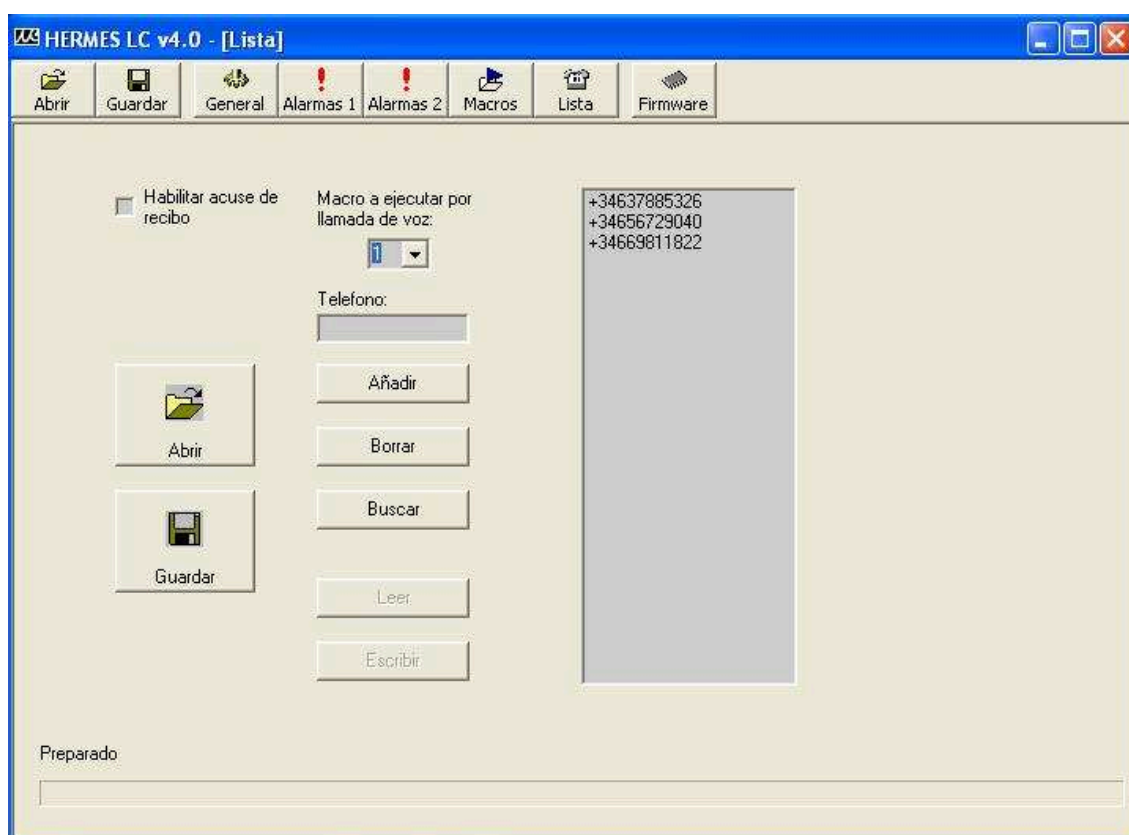 HERMES LC v4.0 - [Lista]
Abrir Guardar General Alarmas 1 Alarmas 2 Macros Lista Firmware
Habilitar acuse de
recibo
Macro a ejecutar por
llamada de voz:
1
Telefono:
Añadir
Borrar
Buscar
Leer
Escribir
Abrir
Guardar
+34637885326
+34656729040
+34669811822
Preparado